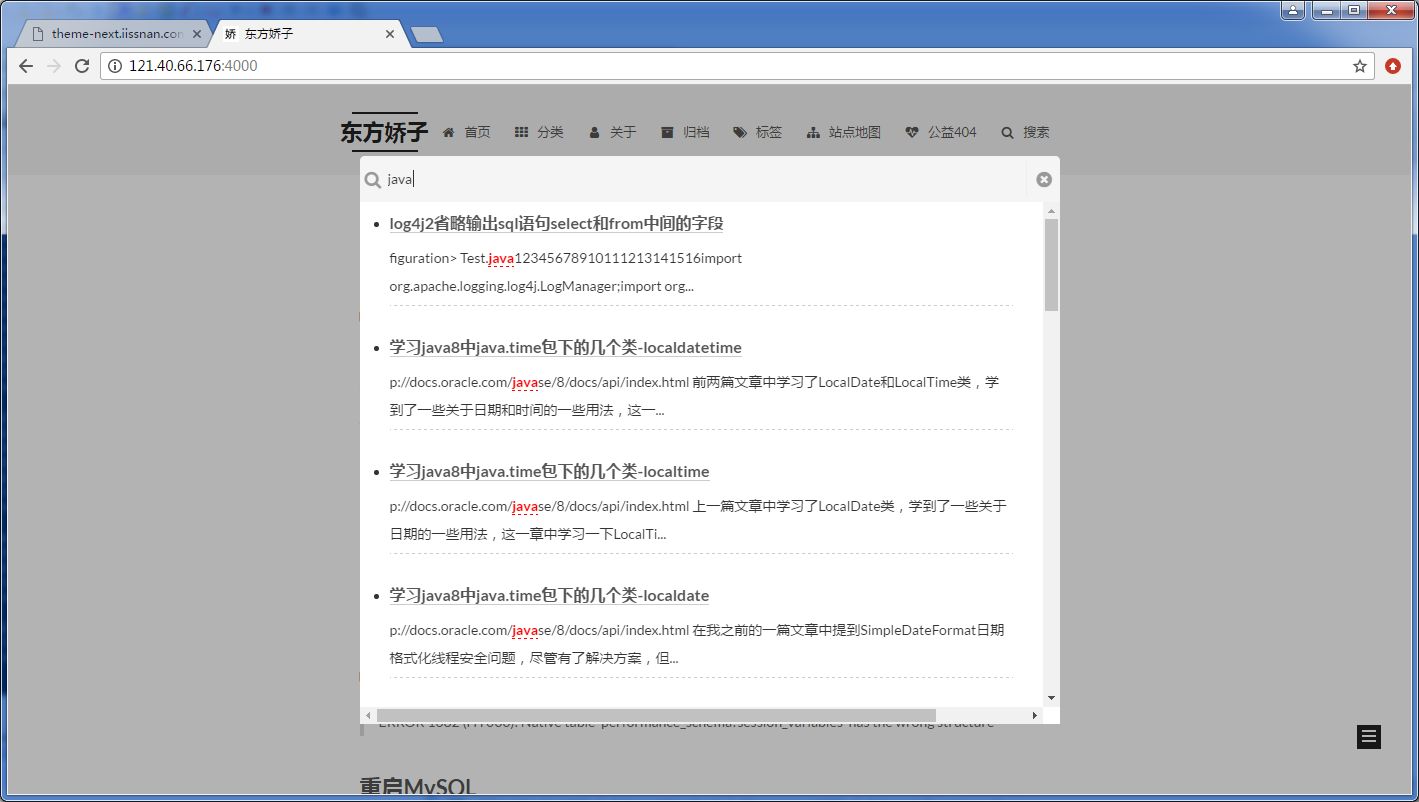 theme-next.iissnan.com
娇 东方娇子
121.40.66.176:4000
东方娇子
首页 分类 关于 归档 标签 站点地图 公益404 搜索
java
log4j2省略输出sql语句select和from中间的字段
figuration> Test.java12345678910111213141516import
org.apache.logging.log4j.LogManager;import org...
学习java8中java.time包下的几个类-localdatetime
p://docs.oracle.com/javase/8/docs/api/index.html 前两篇文章中学习了LocalDate和LocalTime类，学
到了一些关于日期和时间的一些用法，这一...
学习java8中java.time包下的几个类-localtime
p://docs.oracle.com/javase/8/docs/api/index.html 上一篇文章中学习了LocalDate类，学到了一些关于
日期的一些用法，这一章中学习一下LocalTi...
学习java8中java.time包下的几个类-localdate
p://docs.oracle.com/javase/8/docs/api/index.html 在我之前的一篇文章中提到SimpleDateFormat日期
格式化线程安全问题，尽管有了解决方案，但...
ERROR 1682 (HY000): Native table 'performance_schema'.'session_variables' has the wrong structure
重启MySQL